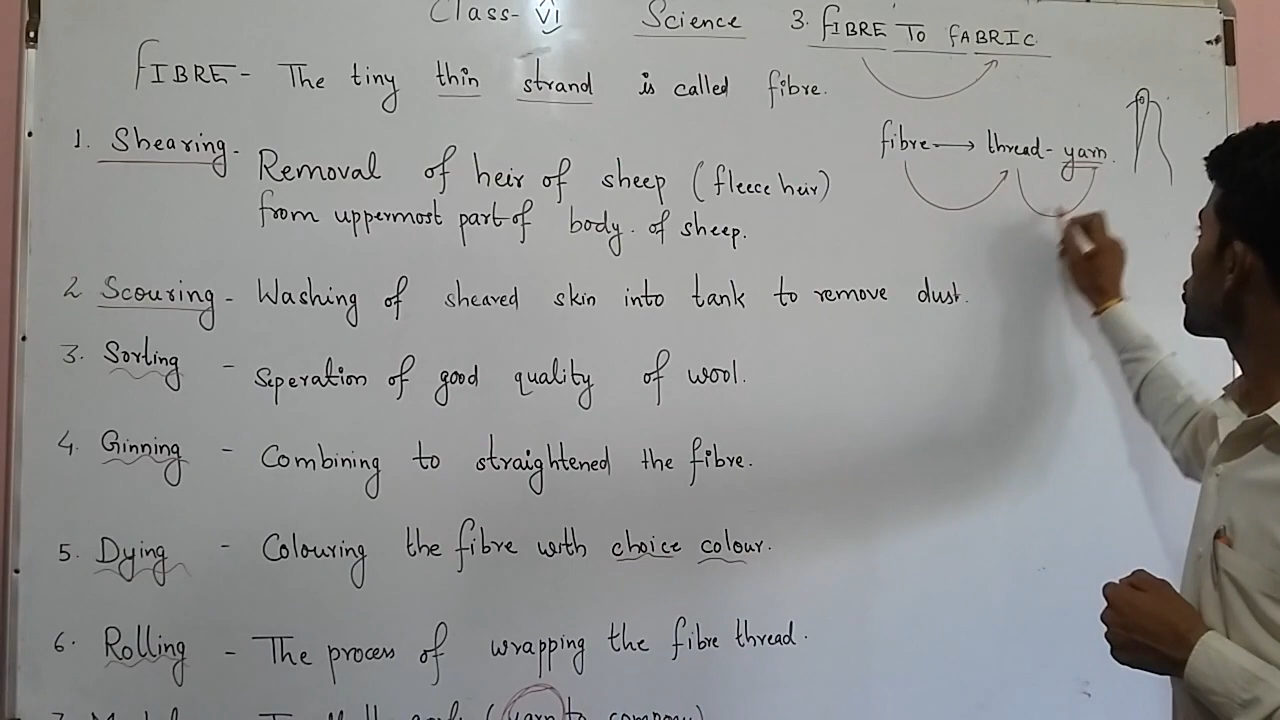 Class- VI Science 3. FIBRE TO FABRIC
FIBRE - The tiny thin strand is called fibre.
fibre → thread - yarn.
1. Shearing - Removal of heir of sheep (fleece heir)
from uppermost part of body. of sheep.
2 Scouring - Washing of sheared skin into tank to remove dust.
3. Sorting - Seperation of good quality of wool.
4. Ginning - Combining to straightened the fibre.
5. Dying - Colouring the fibre with choice colour.
6. Rolling - The process of wrapping the fibre thread.
(yarn to company)